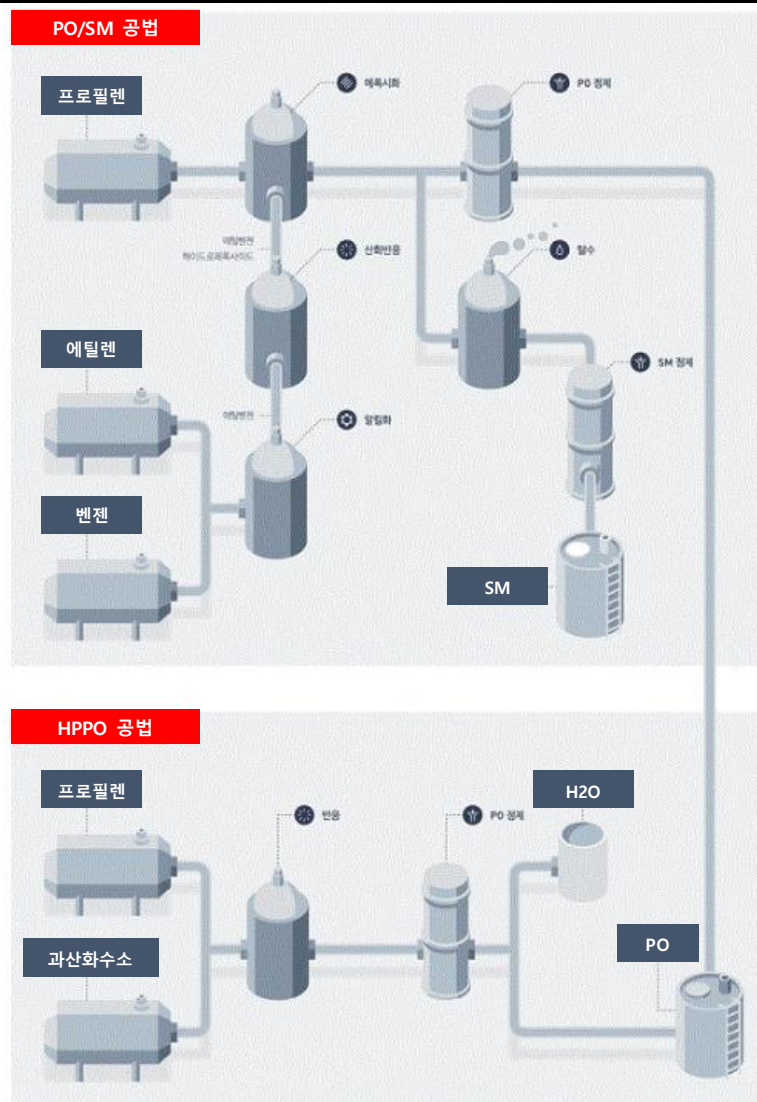 PO/SM 공법
프로필렌
에폭시화
PO 정제
에틸벤젠
하이드로페록사이드
산화반응
탈수
에틸렌
SM 정제
에틸벤젠
알킬화
벤젠
SM
HPPO 공법
프로필렌
H2O
반응
PO 정제
과산화수소
PO